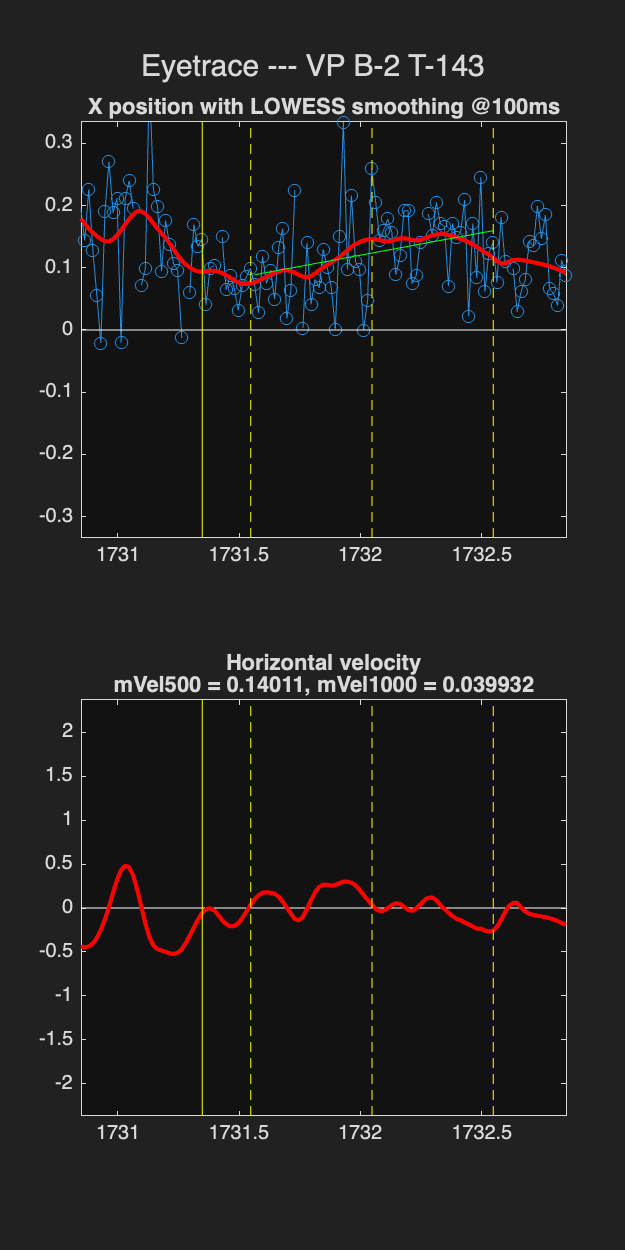 Eyetrace --- VP B-2 T-143
X position with LOWESS smoothing @100ms
0.3
0.2
0.1
0
-0.1
-0.2
-0.3
1731 1731.5 1732 1732.5
Horizontal velocity
mVel500 = 0.14011, mVel1000 = 0.039932
2
1.5
1
0.5
0
-0.5
-1
-1.5
-2
1731 1731.5 1732 1732.5